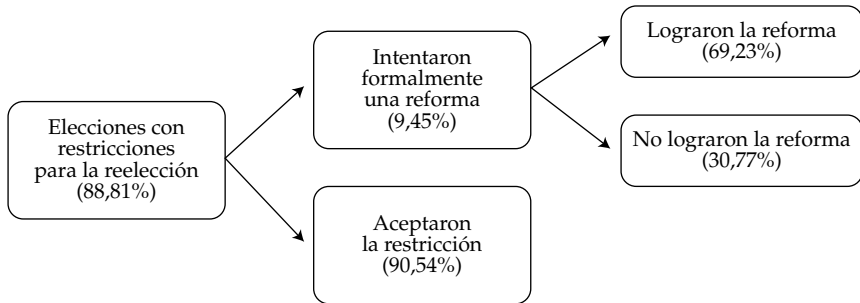 Elecciones con
restricciones
para la reelección
(88,81%)
Intentaron
formalmente
una reforma
(9,45%)
Aceptaron
la restricción
(90,54%)
Lograron la reforma
(69,23%)
No lograron la reforma
(30,77%)